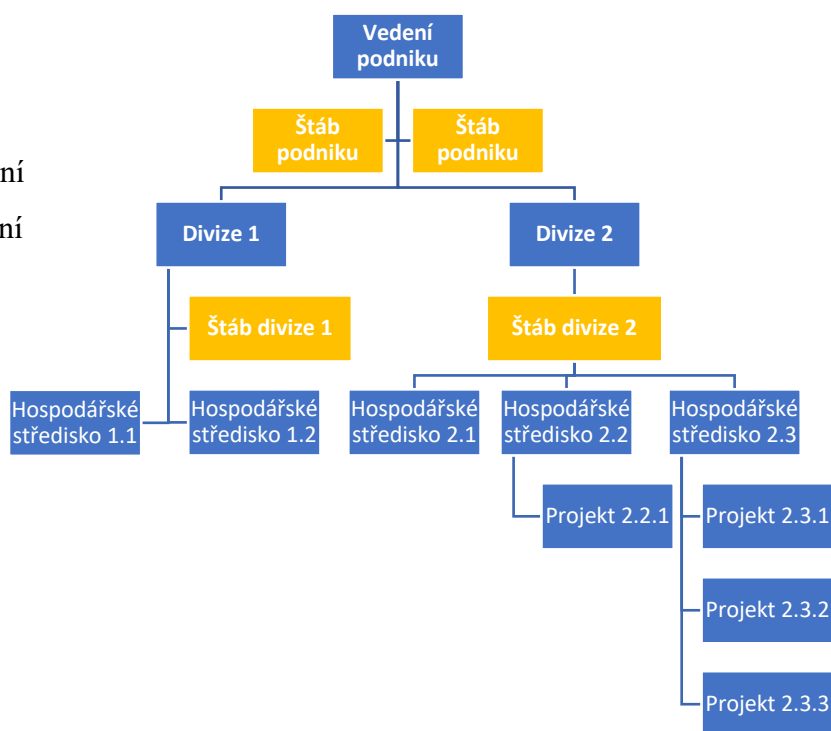 Vedení
podniku
Štáb
podniku
Štáb
podniku
ní
ní
Divize 1
Divize 2
Štáb divize 1
Štáb divize 2
Hospodářské
středisko 1.1
Hospodářské
středisko 1.2
Hospodářské
středisko 2.1
Hospodářské
středisko 2.2
Hospodářské
středisko 2.3
Projekt 2.2.1
Projekt 2.3.1
Projekt 2.3.2
Projekt 2.3.3